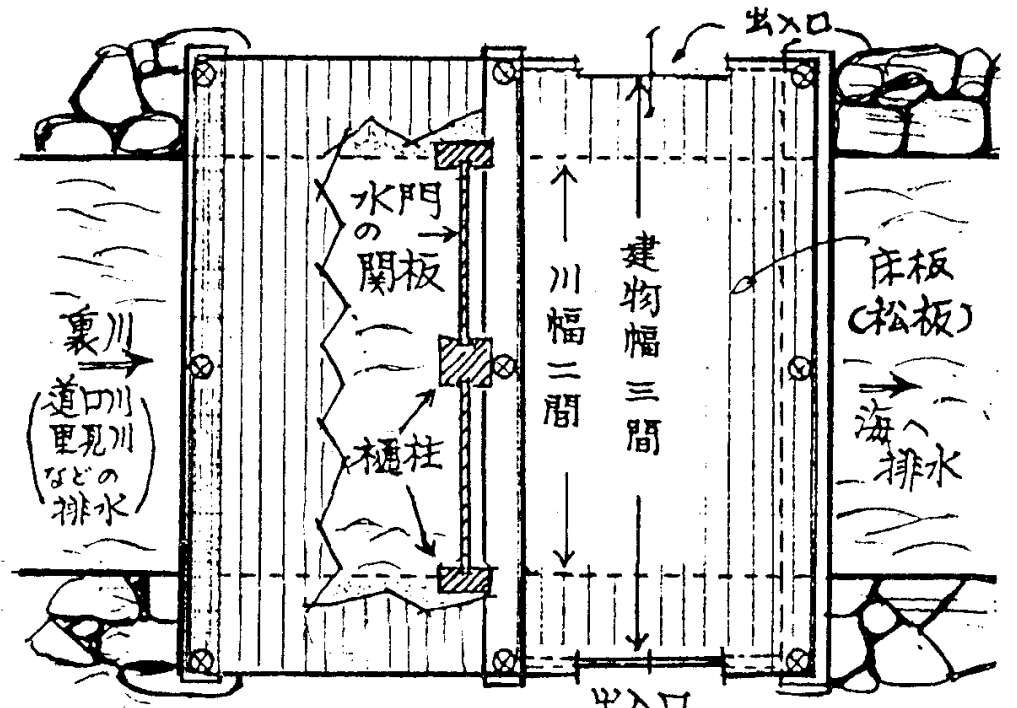 出入口
水門
の
関板
川幅二間
建物幅三間
床板
(松板)
裏川
(道口川
里見川
などの
排水)
樋柱
海へ
排水
出入口